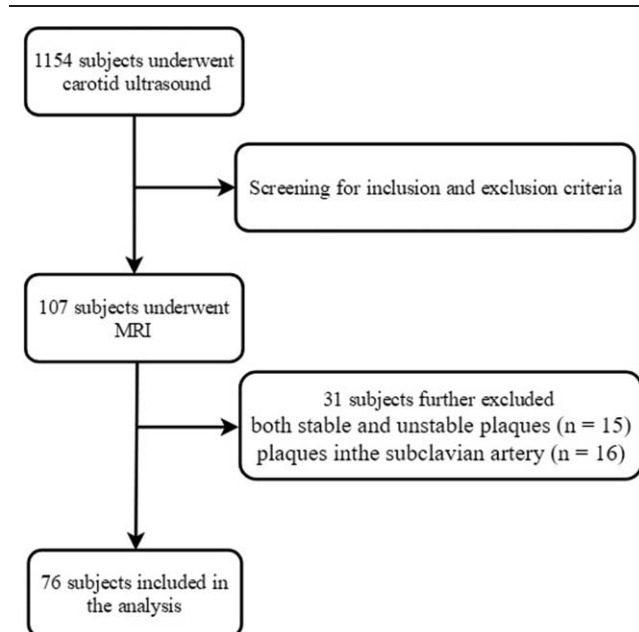 1154 subjects underwent
carotid ultrasound
Screening for inclusion and exclusion criteria
107 subjects underwent
MRI
31 subjects further excluded
both stable and unstable plaques (n = 15)
plaques inthe subclavian artery (n = 16)
76 subjects included in
the analysis